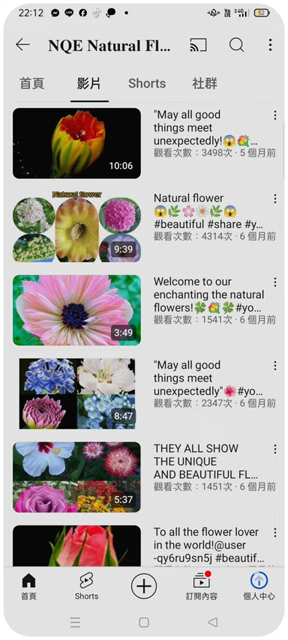 22:12
NQE Natural Fl...
首頁 影片 Shorts 社群
"May all good
things meet
unexpectedly!😱💐...
觀看次數：3498次 · 5 個月前
10:06
Natural flower
Natural flower
😱🌿🌸🌼🌿😱
#beautiful #share #y...
觀看次數：4314次 · 6 個月前
9:39
Welcome to our
enchanting the natural
flowers!🍀💐🍀#yo...
觀看次數：1541次 · 6 個月前
3:49
"May all good
things meet
unexpectedly"🌺#yo...
觀看次數：2347次 · 6 個月前
8:47
THEY ALL SHOW
THE UNIQUE
AND BEAUTIFUL FL...
觀看次數：1451次 · 6 個月前
5:37
To all the flower lover
in the world!@user
-qy6ru9sn5j #beautif...
首頁 Shorts 訂閱內容 個人中心